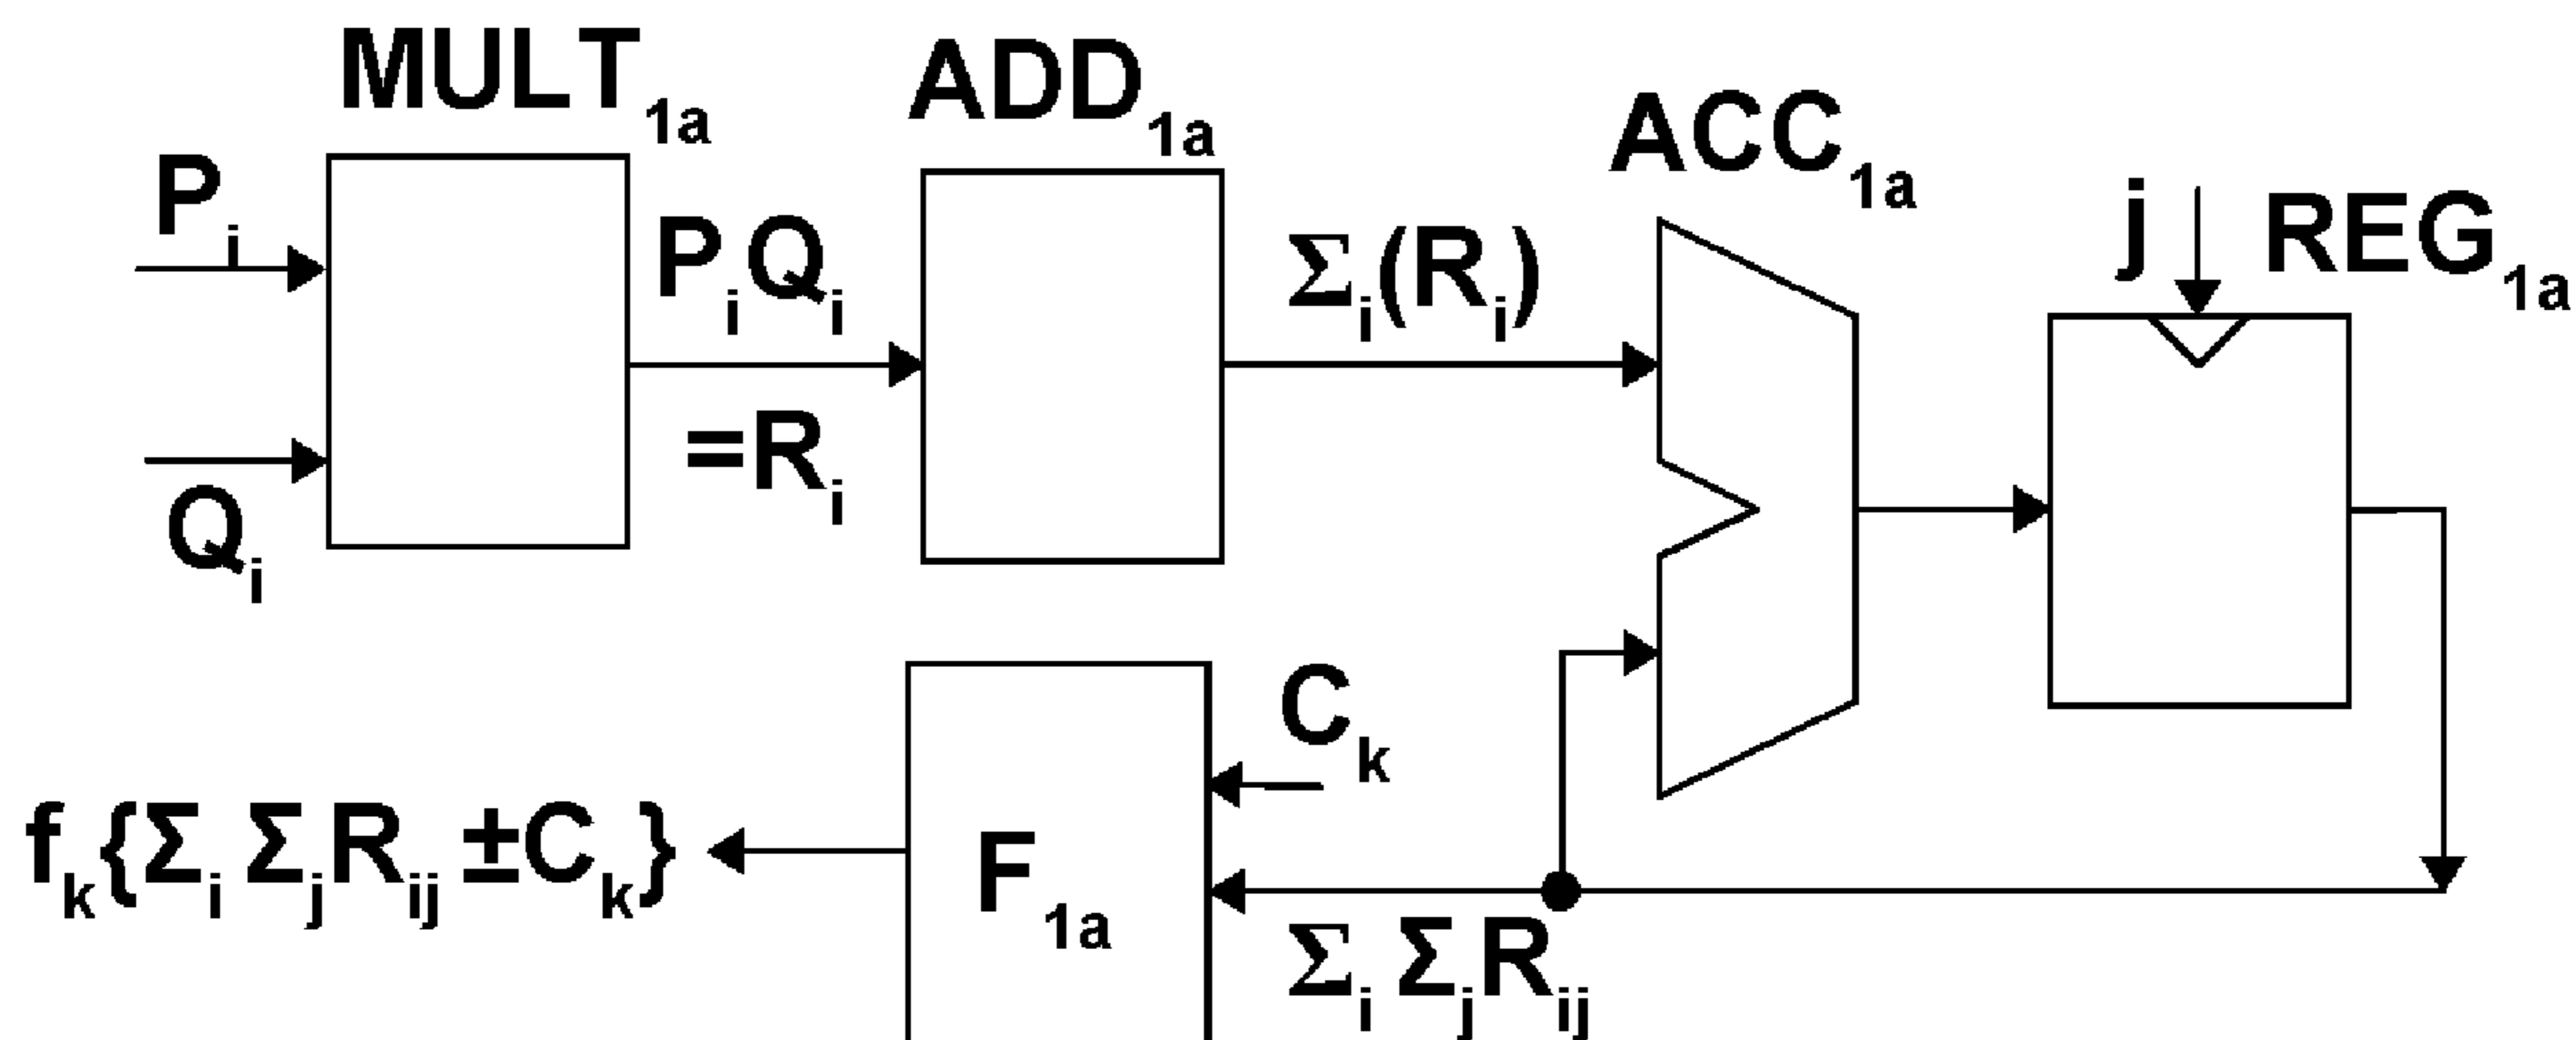 MULT₁ₐ
ADD₁ₐ
ACC₁ₐ
j
REG₁ₐ
Pᵢ
PᵢQᵢ
Σᵢ(Rᵢ)
=Rᵢ
Qᵢ
Cₖ
fₖ{Σᵢ ΣⱼRᵢⱼ ±Cₖ}
F₁ₐ
Σᵢ ΣⱼRᵢⱼ